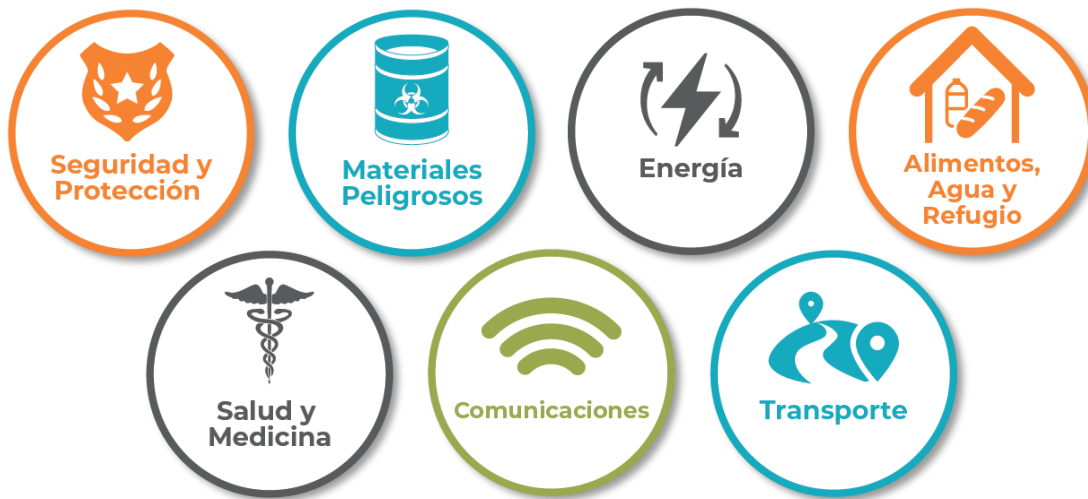 Seguridad y
Protección
Materiales
Peligrosos
Energía
Alimentos,
Agua y
Refugio
Salud y
Medicina
Comunicaciones
Transporte